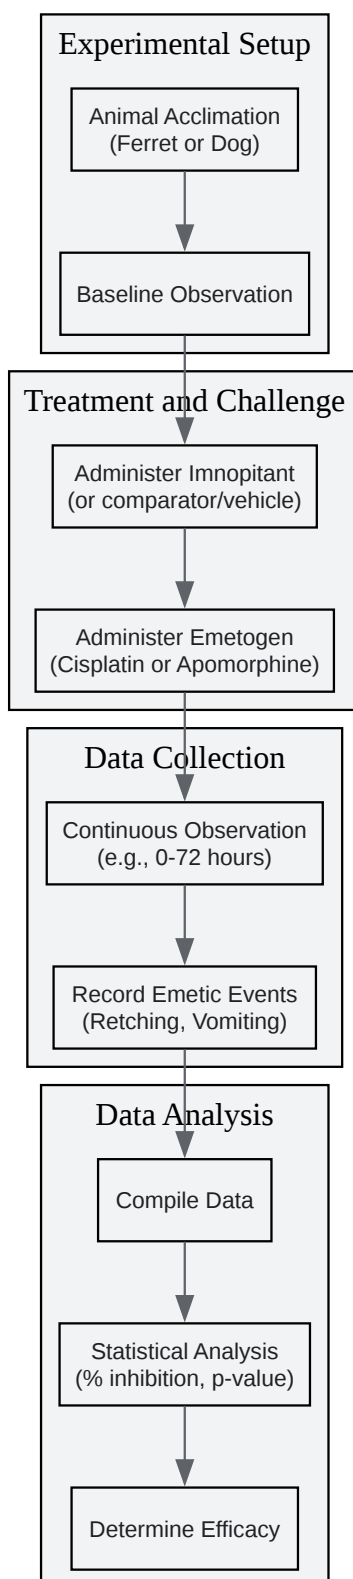 Experimental Setup
Animal Acclimation
(Ferret or Dog)
Baseline Observation
Treatment and Challenge
Administer Imnopitant
(or comparator/vehicle)
Administer Emetogen
(Cisplatin or Apomorphine)
Data Collection
Continuous Observation
(e.g., 0-72 hours)
Record Emetic Events
(Retching, Vomiting)
Data Analysis
Compile Data
Statistical Analysis
(% inhibition, p-value)
Determine Efficacy